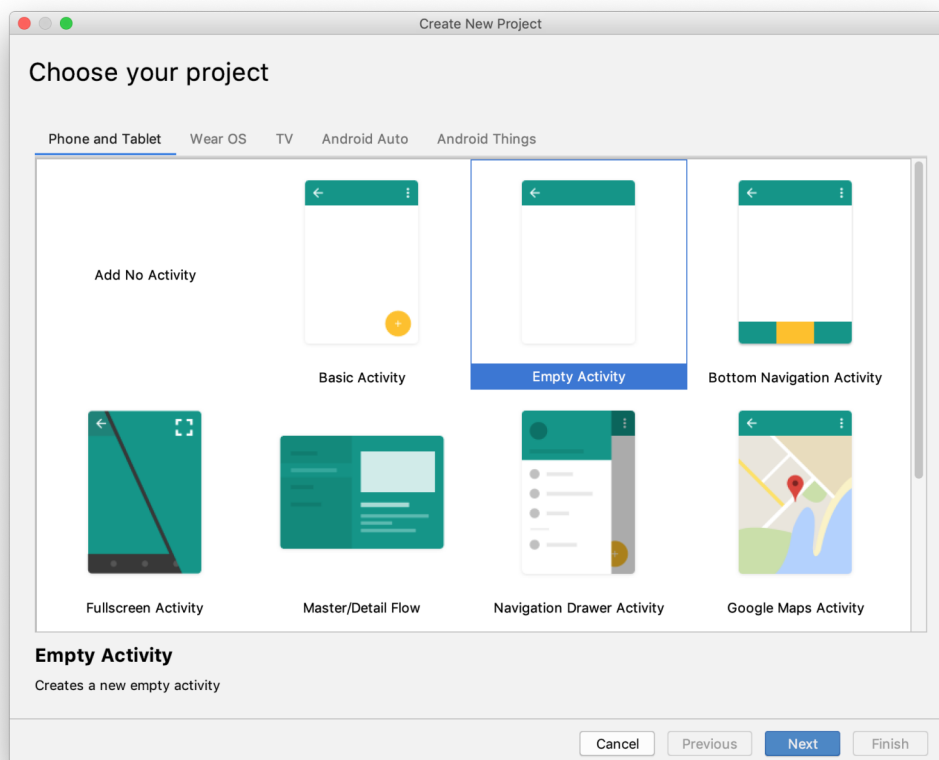 Create New Project
Choose your project
Phone and Tablet Wear OS TV Android Auto Android Things
Add No Activity
Basic Activity
Empty Activity
Bottom Navigation Activity
Fullscreen Activity
Master/Detail Flow
Navigation Drawer Activity
Google Maps Activity
Empty Activity
Creates a new empty activity
Cancel Previous Next Finish